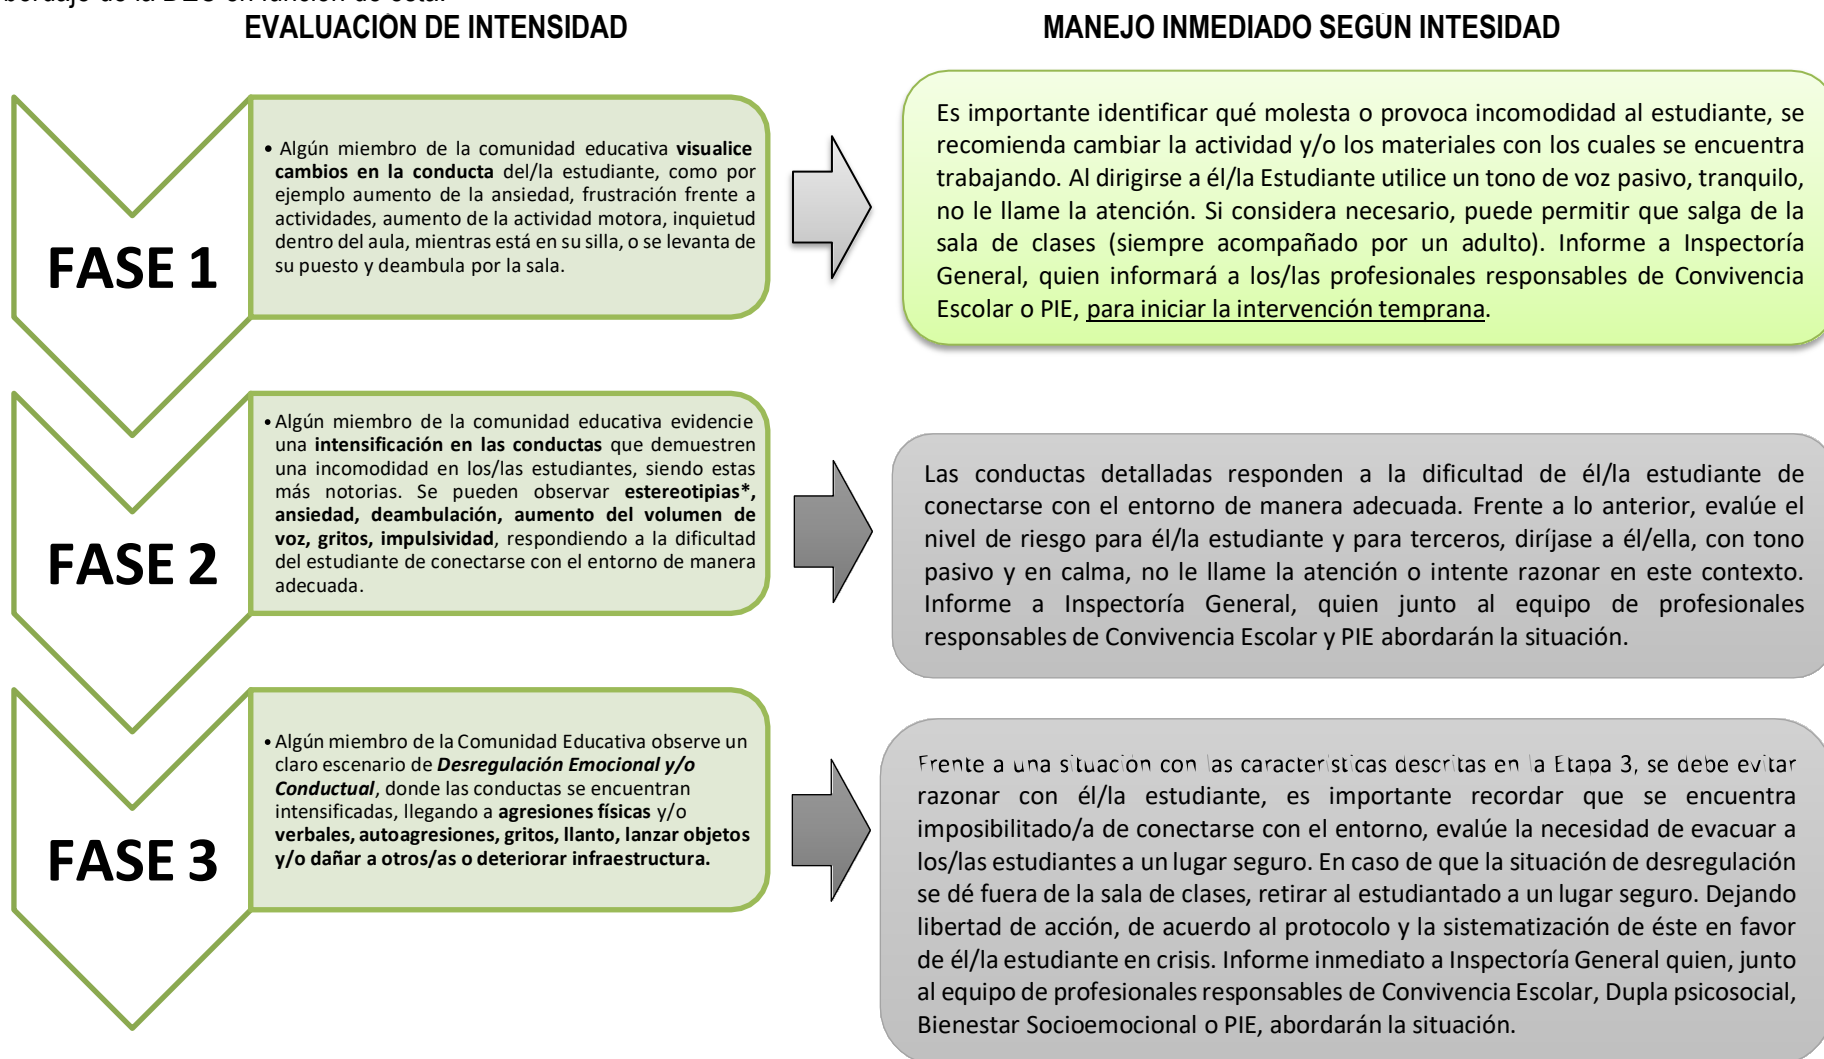 EVALUACIÓN DE INTENSIDAD
MANEJO INMEDIADO SEGÚN INTESIDAD
FASE 1
• Algún miembro de la comunidad educativa visualice
cambios en la conducta del/la estudiante, como por
ejemplo aumento de la ansiedad, frustración frente a
actividades, aumento de la actividad motora, inquietud
dentro del aula, mientras está en su silla, o se levanta de
su puesto y deambula por la sala.
Es importante identificar qué molesta o provoca incomodidad al estudiante, se
recomienda cambiar la actividad y/o los materiales con los cuales se encuentra
trabajando. Al dirigirse a él/la Estudiante utilice un tono de voz pasivo, tranquilo,
no le llame la atención. Si considera necesario, puede permitir que salga de la
sala de clases (siempre acompañado por un adulto). Informe a Inspectoría
General, quien informará a los/las profesionales responsables de Convivencia
Escolar o PIE, para iniciar la intervención temprana.
FASE 2
• Algún miembro de la comunidad educativa evidencie
una intensificación en las conductas que demuestren
una incomodidad en los/las estudiantes, siendo estas
más notorias. Se pueden observar estereotipias*,
ansiedad, deambulación, aumento del volumen de
voz, gritos, impulsividad, respondiendo a la dificultad
del estudiante de conectarse con el entorno de manera
adecuada.
Las conductas detalladas responden a la dificultad de él/la estudiante de
conectarse con el entorno de manera adecuada. Frente a lo anterior, evalúe el
nivel de riesgo para él/la estudiante y para terceros, diríjase a él/ella, con tono
pasivo y en calma, no le llame la atención o intente razonar en este contexto.
Informe a Inspectoría General, quien junto al equipo de profesionales
responsables de Convivencia Escolar y PIE abordarán la situación.
FASE 3
• Algún miembro de la Comunidad Educativa observe un
claro escenario de Desregulación Emocional y/o
Conductual, donde las conductas se encuentran
intensificadas, llegando a agresiones físicas y/o
verbales, autoagresiones, gritos, llanto, lanzar objetos
y/o dañar a otros/as o deteriorar infraestructura.
Frente a una situación con las características descritas en la Etapa 3, se debe evitar
razonar con él/la estudiante, es importante recordar que se encuentra
imposibilitado/a de conectarse con el entorno, evalúe la necesidad de evacuar a
los/las estudiantes a un lugar seguro. En caso de que la situación de desregulación
se dé fuera de la sala de clases, retirar al estudiantado a un lugar seguro. Dejando
libertad de acción, de acuerdo al protocolo y la sistematización de éste en favor
de él/la estudiante en crisis. Informe inmediato a Inspectoría General quien, junto
al equipo de profesionales responsables de Convivencia Escolar, Dupla psicosocial,
Bienestar Socioemocional o PIE, abordarán la situación.